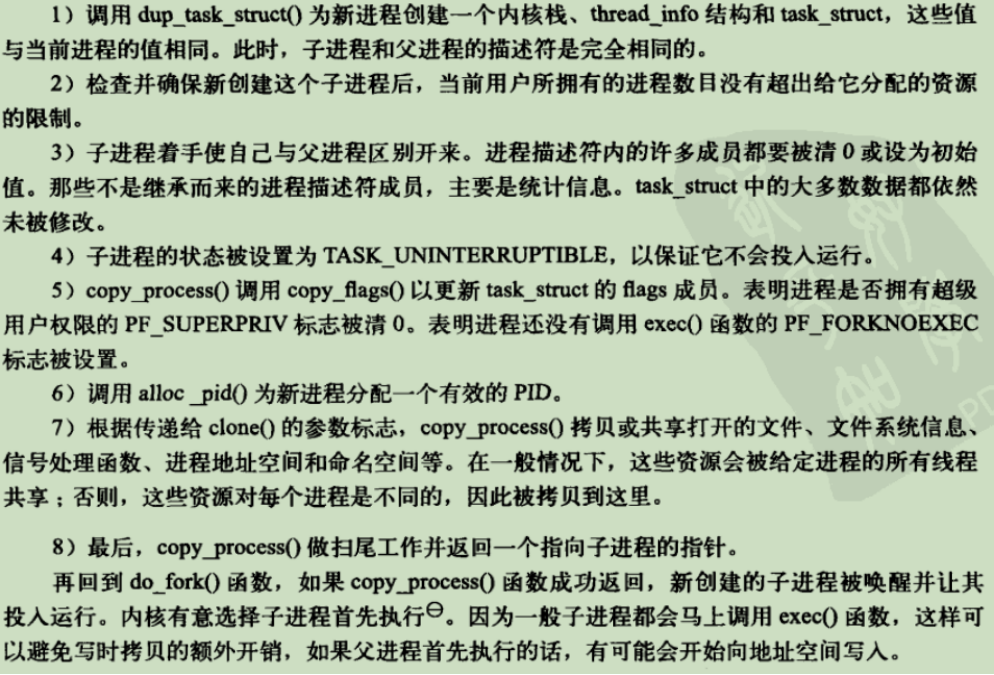 1）调用 dup_task_struct() 为新进程创建一个内核栈、thread_info 结构和 task_struct，这些值
与当前进程的值相同。此时，子进程和父进程的描述符是完全相同的。
2）检查并确保新创建这个子进程后，当前用户所拥有的进程数目没有超出给它分配的资源
的限制。
3）子进程着手使自己与父进程区别开来。进程描述符内的许多成员都要被清 0 或设为初始
值。那些不是继承而来的进程描述符成员，主要是统计信息。task_struct 中的大多数数据都依然
未被修改。
4）子进程的状态被设置为 TASK_UNINTERRUPTIBLE，以保证它不会投入运行。
5）copy_process() 调用 copy_flags() 以更新 task_struct 的 flags 成员。表明进程是否拥有超级
用户权限的 PF_SUPERPRIV 标志被清 0。表明进程还没有调用 exec() 函数的 PF_FORKNOEXEC
标志被设置。
6）调用 alloc _pid() 为新进程分配一个有效的 PID。
7）根据传递给 clone() 的参数标志，copy_process() 拷贝或共享打开的文件、文件系统信息、
信号处理函数、进程地址空间和命名空间等。在一般情况下，这些资源会被给定进程的所有线程
共享；否则，这些资源对每个进程是不同的，因此被拷贝到这里。
8）最后，copy_process() 做扫尾工作并返回一个指向子进程的指针。
再回到 do_fork() 函数，如果 copy_process() 函数成功返回，新创建的子进程被唤醒并让其
投入运行。内核有意选择子进程首先执行㊀。因为一般子进程都会马上调用 exec() 函数，这样可
以避免写时拷贝的额外开销，如果父进程首先执行的话，有可能会开始向地址空间写入。